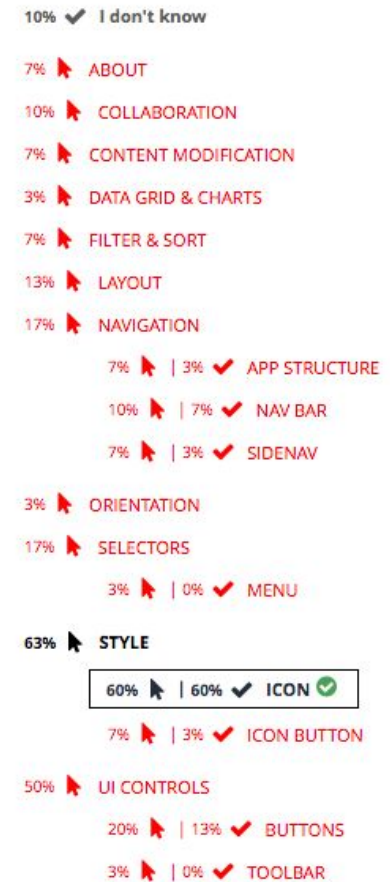 10% ✔ I don't know
7% ABOUT
10% COLLABORATION
7% CONTENT MODIFICATION
3% DATA GRID & CHARTS
7% FILTER & SORT
13% LAYOUT
17% NAVIGATION
7% | 3% ✔ APP STRUCTURE
10% | 7% ✔ NAV BAR
7% | 3% ✔ SIDENAV
3% ORIENTATION
17% SELECTORS
3% | 0% ✔ MENU
63% STYLE
60% | 60% ✔ ICON ✔
7% | 3% ✔ ICON BUTTON
50% UI CONTROLS
20% | 13% ✔ BUTTONS
3% | 0% ✔ TOOLBAR